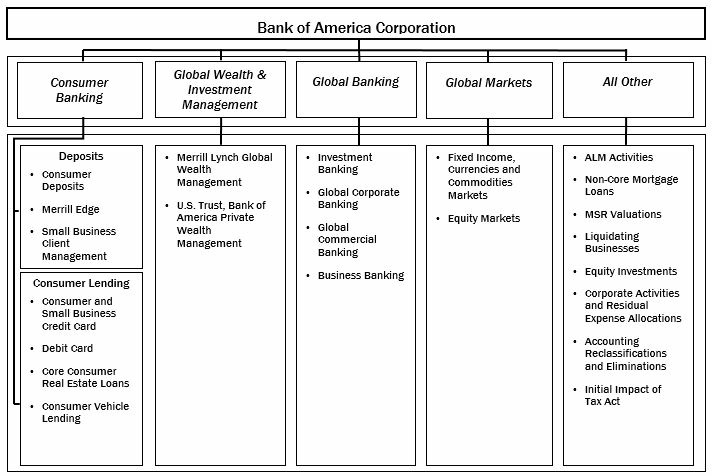 Bank of America Corporation
Consumer
Banking
Global Wealth &
Investment
Management
Global Banking
Global Markets
All Other
Deposits
• Consumer
Deposits
• Merrill Edge
• Small Business
Client
Management
Consumer Lending
• Consumer and
Small Business
Credit Card
• Debit Card
• Core Consumer
Real Estate Loans
• Consumer Vehicle
Lending
• Merrill Lynch Global
Wealth
Management
• U.S. Trust, Bank of
America Private
Wealth
Management
• Investment
Banking
• Global Corporate
Banking
• Global
Commercial
Banking
• Business Banking
• Fixed Income,
Currencies and
Commodities
Markets
• Equity Markets
• ALM Activities
• Non-Core Mortgage
Loans
• MSR Valuations
• Liquidating
Businesses
• Equity Investments
• Corporate Activities
and Residual
Expense Allocations
• Accounting
Reclassifications
and Eliminations
• Initial Impact of
Tax Act